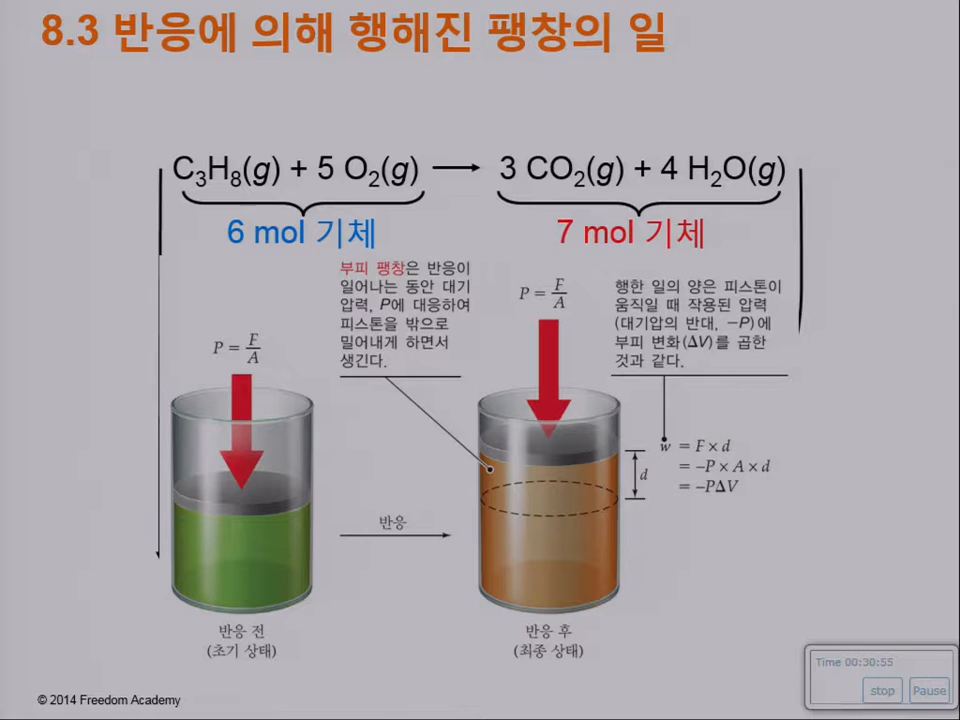 8.3 반응에 의해 행해진 팽창의 일
C₃H₈(g) + 5 O₂(g) ⟶ 3 CO₂(g) + 4 H₂O(g)
6 mol 기체
7 mol 기체
부피 팽창은 반응이
일어나는 동안 대기
압력, P에 대응하여
피스톤을 밖으로
밀어내게 하면서
생긴다.
P = F/A
행한 일의 양은 피스톤이
움직일 때 작용된 압력
(대기압의 반대, −P)에
부피 변화(ΔV)를 곱한
것과 같다.
P = F/A
w = F × d
= −P × A × d
= −PΔV
d
반응
반응 전
(초기 상태)
반응 후
(최종 상태)
Time 00:30:55
stop
Pause
© 2014 Freedom Academy